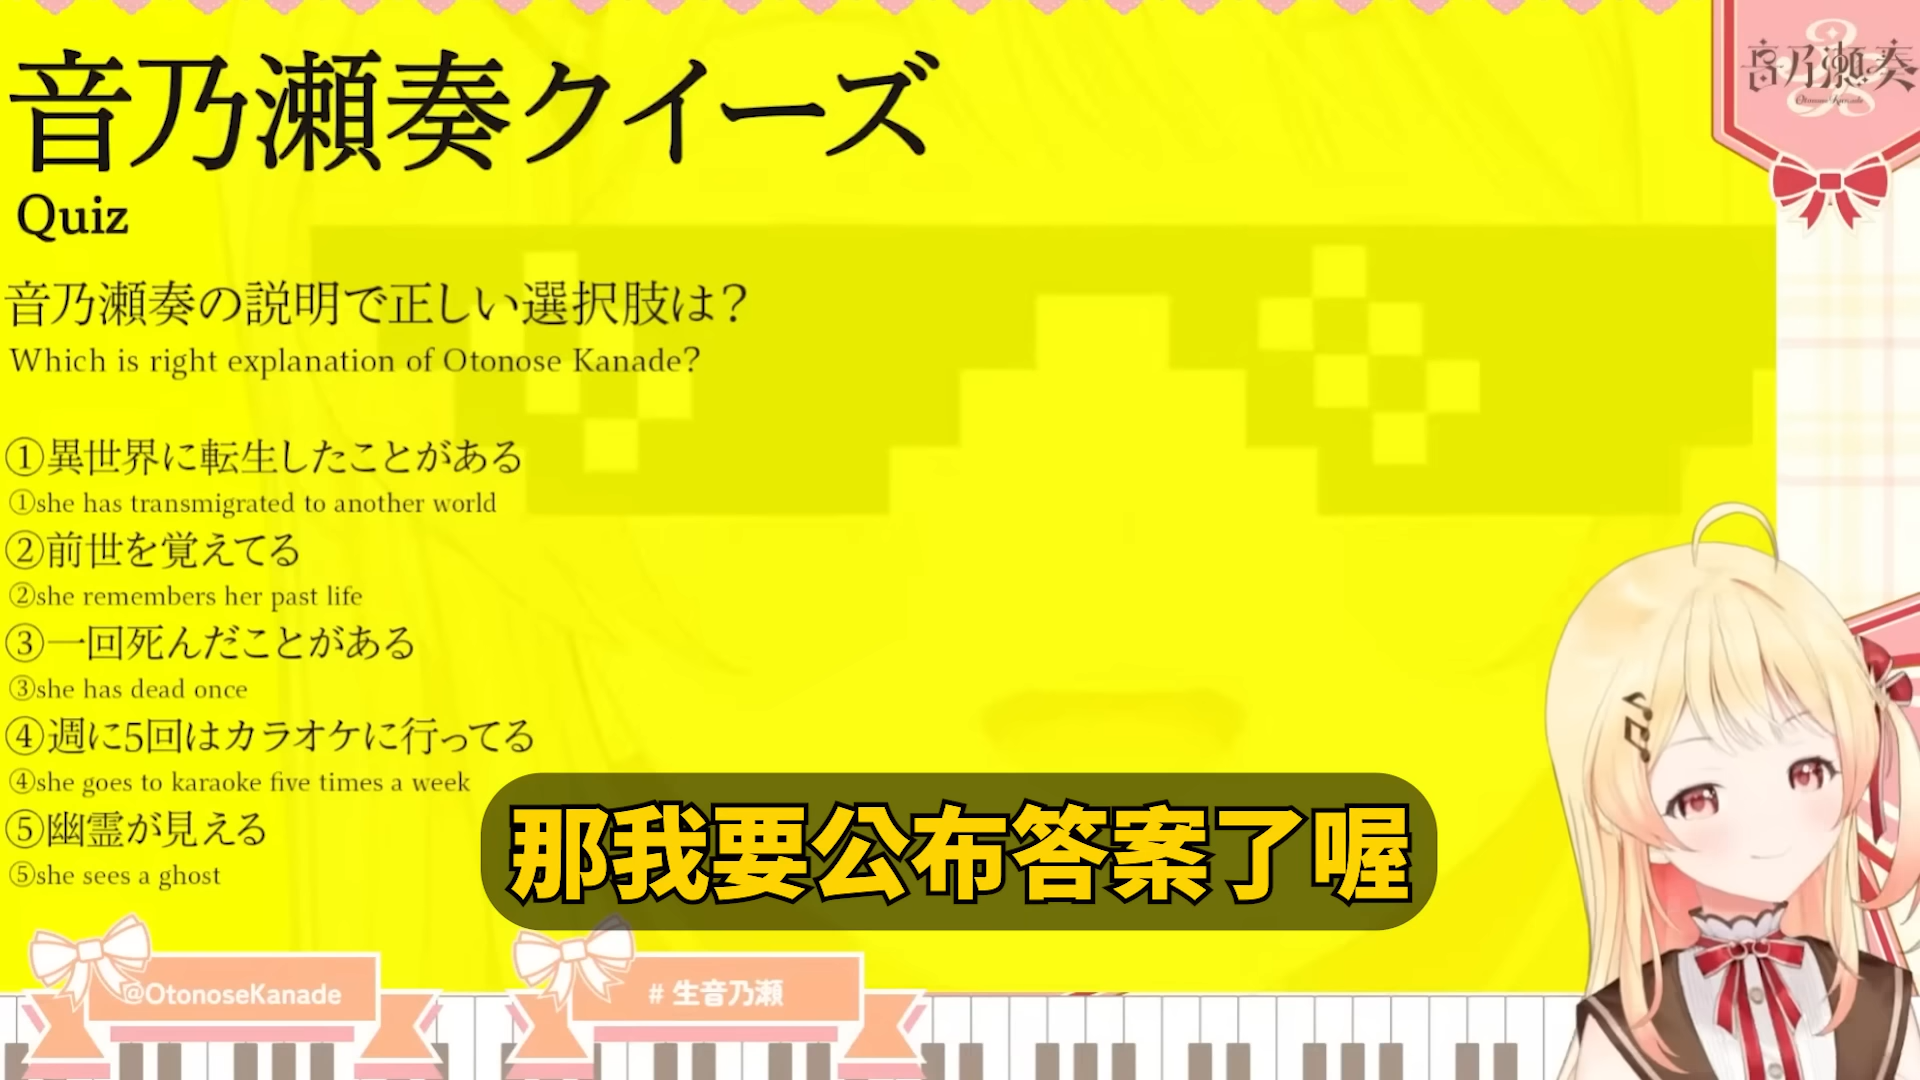 音乃瀬奏クイーズ
音乃瀬奏
Otonose Kanade
Quiz
音乃瀬奏の説明で正しい選択肢は？
Which is right explanation of Otonose Kanade?
①異世界に転生したことがある
①she has transmigrated to another world
②前世を覚えてる
②she remembers her past life
③一回死んだことがある
③she has dead once
④週に5回はカラオケに行ってる
④she goes to karaoke five times a week
⑤幽霊が見える
⑤she sees a ghost
那我要公布答案了喔
@OtonoseKanade
# 生音乃瀬